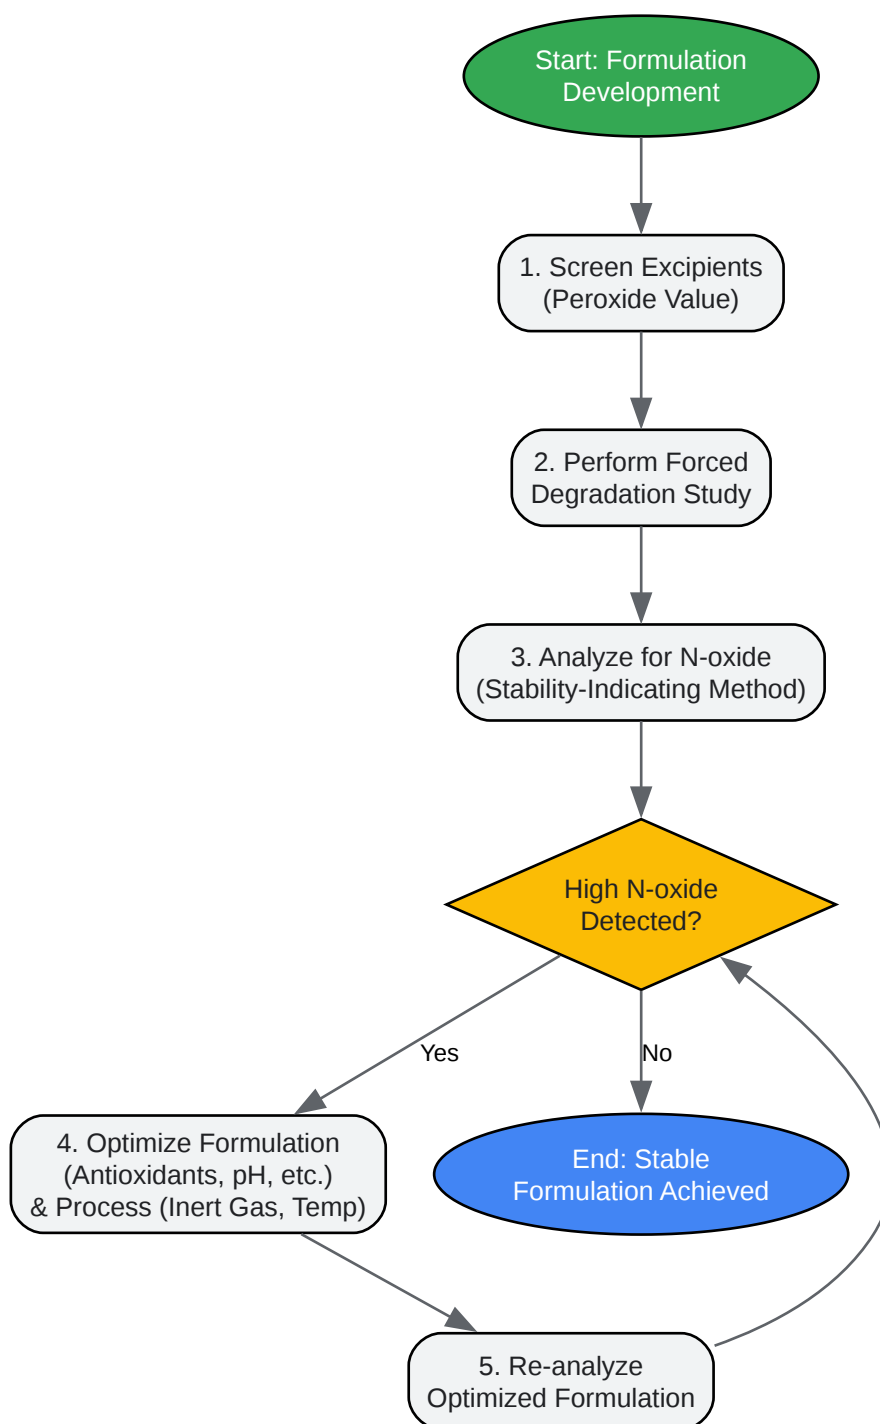 Start: Formulation
Development
1. Screen Excipients
(Peroxide Value)
2. Perform Forced
Degradation Study
3. Analyze for N-oxide
(Stability-Indicating Method)
High N-oxide
Detected?
Yes
No
4. Optimize Formulation
(Antioxidants, pH, etc.)
& Process (Inert Gas, Temp)
End: Stable
Formulation Achieved
5. Re-analyze
Optimized Formulation